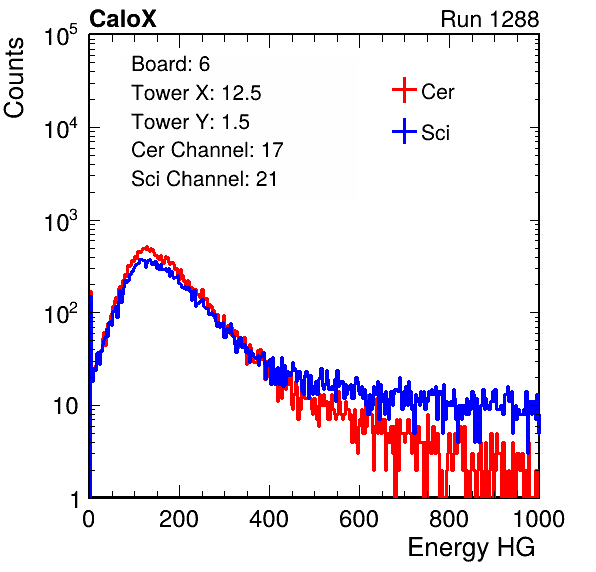 CaloX
Run 1288
Counts
10^5
10^4
10^3
10^2
10
1
Board: 6
Tower X: 12.5
Tower Y: 1.5
Cer Channel: 17
Sci Channel: 21
Cer
Sci
0 200 400 600 800 1000
Energy HG